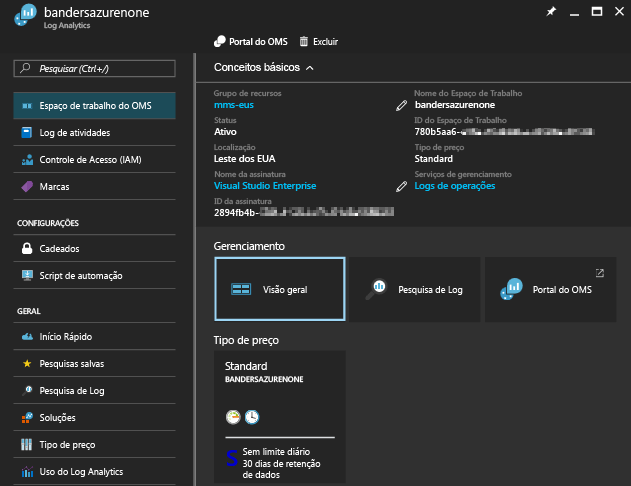 bandersazurenone
Log Analytics
Portal do OMS
Excluir
Pesquisar (Ctrl+/)
Espaço de trabalho do OMS
Log de atividades
Controle de Acesso (IAM)
Marcas
CONFIGURAÇÕES
Cadeados
Script de automação
GERAL
Início Rápido
Pesquisas salvas
Pesquisa de Log
Soluções
Tipo de preço
Uso do Log Analytics
Conceitos básicos
Grupo de recursos
mms-eus
Status
Ativo
Localização
Leste dos EUA
Nome da assinatura
Visual Studio Enterprise
ID da assinatura
2894fb4b-
Nome do Espaço de Trabalho
bandersazurenone
ID do Espaço de Trabalho
780b5aa6-
Tipo de preço
Standard
Serviços de gerenciamento
Logs de operações
Gerenciamento
Visão geral
Pesquisa de Log
Portal do OMS
Tipo de preço
Standard
BANDERSAZURENONE
S
Sem limite diário
30 dias de retenção
de dados